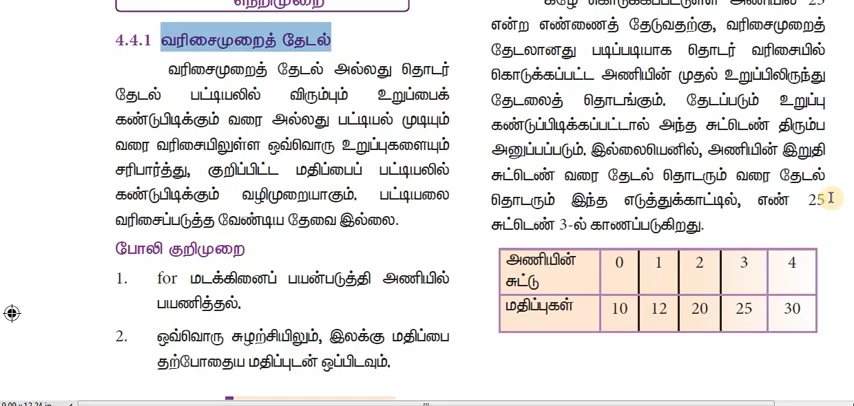 நெறிமுறை
4.4.1 வரிசைமுறைத் தேடல்
வரிசைமுறைத் தேடல் அல்லது தொடர்
தேடல் பட்டியலில் விரும்பும் உறுப்பைக்
கண்டுபிடிக்கும் வரை அல்லது பட்டியல் முடியும்
வரை வரிசையிலுள்ள ஒவ்வொரு உறுப்புகளையும்
சரிபார்த்து, குறிப்பிட்ட மதிப்பைப் பட்டியலில்
கண்டுபிடிக்கும் வழிமுறையாகும். பட்டியலை
வரிசைப்படுத்த வேண்டிய தேவை இல்லை.
போலி குறிமுறை
1. for மடக்கினைப் பயன்படுத்தி அணியில்
பயணித்தல்.
2. ஒவ்வொரு சுழற்சியிலும், இலக்கு மதிப்பை
தற்போதைய மதிப்புடன் ஒப்பிடவும்.
கீழே கொடுக்கப்பட்டுள்ள அணியில் 25
என்ற எண்ணைத் தேடுவதற்கு, வரிசைமுறைத்
தேடலானது படிப்படியாக தொடர் வரிசையில்
கொடுக்கப்பட்ட அணியின் முதல் உறுப்பிலிருந்து
தேடலைத் தொடங்கும். தேடப்படும் உறுப்பு
கண்டுப்பிடிக்கப்பட்டால் அந்த சுட்டெண் திரும்ப
அனுப்பப்படும். இல்லையெனில், அணியின் இறுதி
சுட்டெண் வரை தேடல் தொடரும் வரை தேடல்
தொடரும் இந்த எடுத்துக்காட்டில், எண் 25
சுட்டெண் 3-ல் காணப்படுகிறது.
அணியின் சுட்டு 0 1 2 3 4
மதிப்புகள் 10 12 20 25 30